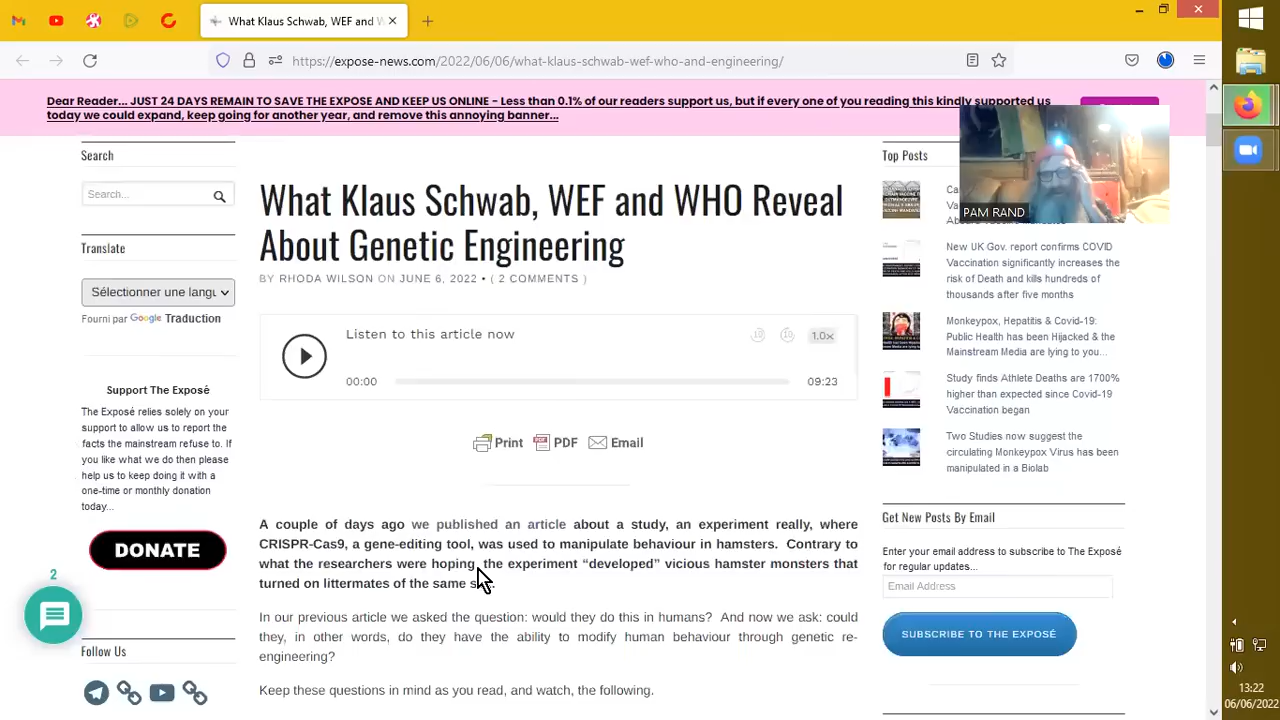 What Klaus Schwab, WEF and W
https://expose-news.com/2022/06/06/what-klaus-schwab-wef-who-and-engineering/
Dear Reader... JUST 24 DAYS REMAIN TO SAVE THE EXPOSE AND KEEP US ONLINE - Less than 0.1% of our readers support us, but if every one of you reading this kindly supported us
today we could expand, keep going for another year, and remove this annoying banner...
Search
Search...
Translate
Sélectionner une langu
Fourni par Google Traduction
Support The Exposé
The Exposé relies solely on your
support to allow us to report the
facts the mainstream refuse to. If
you like what we do then please
help us to keep doing it with a
one-time or monthly donation
today...
DONATE
2
Follow Us
What Klaus Schwab, WEF and WHO Reveal
About Genetic Engineering
BY RHODA WILSON ON JUNE 6, 2022 • ( 2 COMMENTS )
Listen to this article now
10
10
1.0x
00:00
09:23
Print
PDF
Email
A couple of days ago we published an article about a study, an experiment really, where
CRISPR-Cas9, a gene-editing tool, was used to manipulate behaviour in hamsters. Contrary to
what the researchers were hoping the experiment “developed” vicious hamster monsters that
turned on littermates of the same
In our previous article we asked the question: would they do this in humans? And now we ask: could
they, in other words, do they have the ability to modify human behaviour through genetic re-
engineering?
Keep these questions in mind as you read, and watch, the following.
Top Posts
PAM RAND
New UK Gov. report confirms COVID
Vaccination significantly increases the
risk of Death and kills hundreds of
thousands after five months
Monkeypox, Hepatitis & Covid-19:
Public Health has been Hijacked & the
Mainstream Media are lying to you...
Study finds Athlete Deaths are 1700%
higher than expected since Covid-19
Vaccination began
Two Studies now suggest the
circulating Monkeypox Virus has been
manipulated in a Biolab
Get New Posts By Email
Enter your email address to subscribe to The Exposé
for regular updates...
Email Address
SUBSCRIBE TO THE EXPOSÉ
13:22
06/06/2022